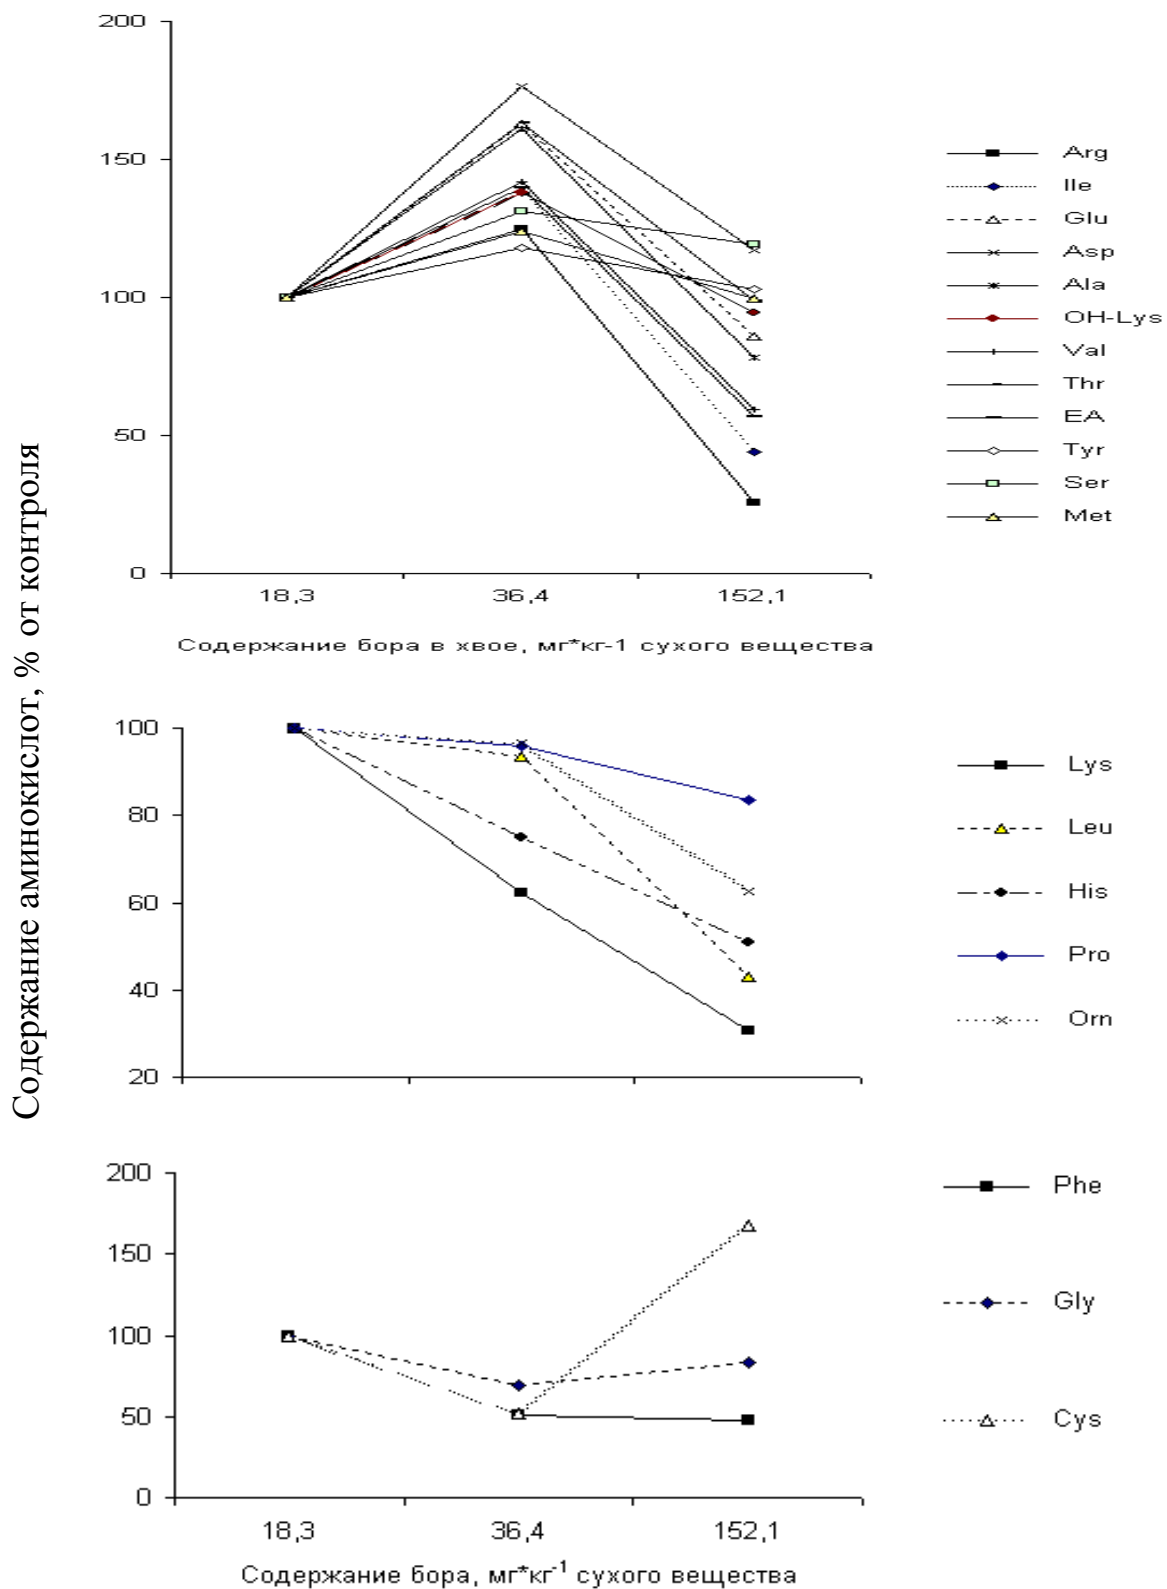 Содержание аминокислот, % от контроля
200
150
100
50
0
18,3 36,4 152,1
Содержание бора в хвое, мг*кг-1 сухого вещества
Arg
Ile
Glu
Asp
Ala
OH-Lys
Val
Thr
EA
Tyr
Ser
Met
100
80
60
40
20
Lys
Leu
His
Pro
Orn
200
150
100
50
0
18,3 36,4 152,1
Содержание бора, мг*кг-1 сухого вещества
Phe
Gly
Cys